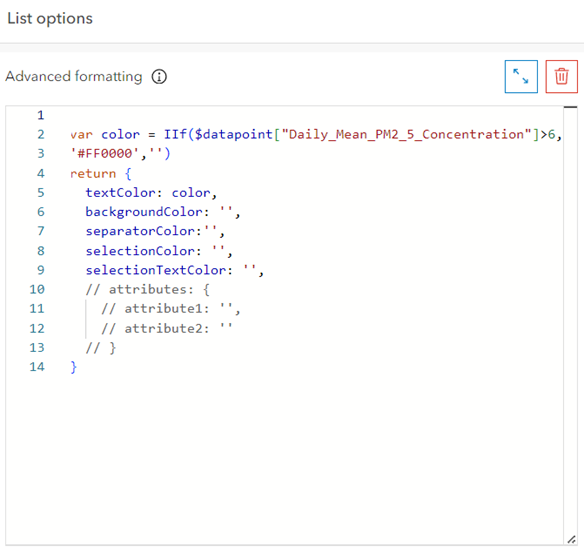 List options
Advanced formatting
1
2 var color = IIf($datapoint["Daily_Mean_PM2_5_Concentration"]>6,
3 '#FF0000','')
4 return {
5   textColor: color,
6   backgroundColor: '',
7   separatorColor:'',
8   selectionColor: '',
9   selectionTextColor: '',
10   // attributes: {
11     // attribute1: '',
12     // attribute2: ''
13   // }
14 }